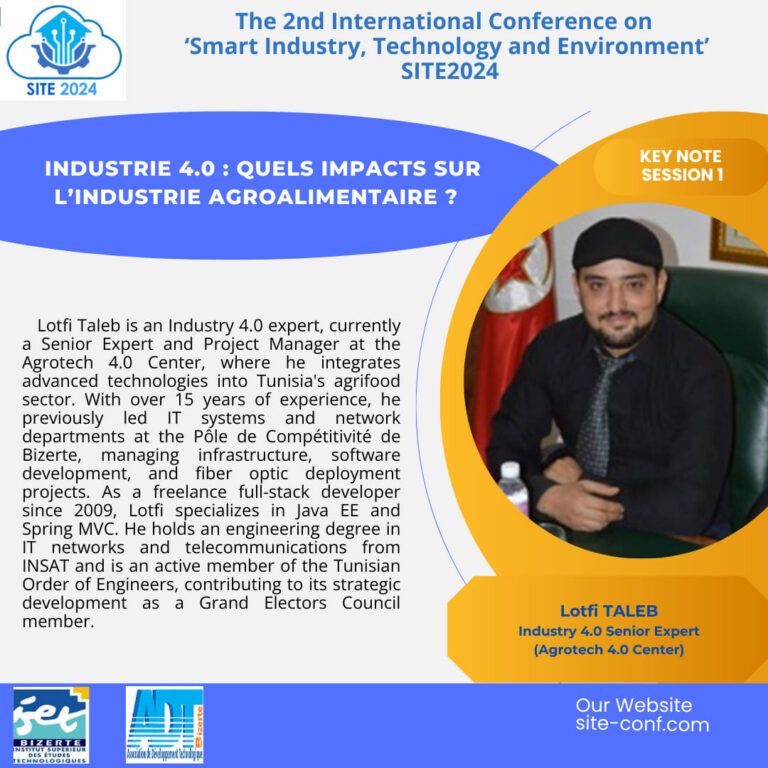 SITE 2024
The 2nd International Conference on
‘Smart Industry, Technology and Environment’
SITE2024
INDUSTRIE 4.0 : QUELS IMPACTS SUR
L’INDUSTRIE AGROALIMENTAIRE ?
KEY NOTE
SESSION 1
Lotfi Taleb is an Industry 4.0 expert, currently
a Senior Expert and Project Manager at the
Agrotech 4.0 Center, where he integrates
advanced technologies into Tunisia's agrifood
sector. With over 15 years of experience, he
previously led IT systems and network
departments at the Pôle de Compétitivité de
Bizerte, managing infrastructure, software
development, and fiber optic deployment
projects. As a freelance full-stack developer
since 2009, Lotfi specializes in Java EE and
Spring MVC. He holds an engineering degree in
IT networks and telecommunications from
INSAT and is an active member of the Tunisian
Order of Engineers, contributing to its strategic
development as a Grand Electors Council
member.
Lotfi TALEB
Industry 4.0 Senior Expert
(Agrotech 4.0 Center)
iset
BIZERTE
INSTITUT SUPÉRIEUR
DES ÉTUDES
TECHNOLOGIQUES
ADT
Bizerte
Association de Développement Technologique
Our Website
site-conf.com